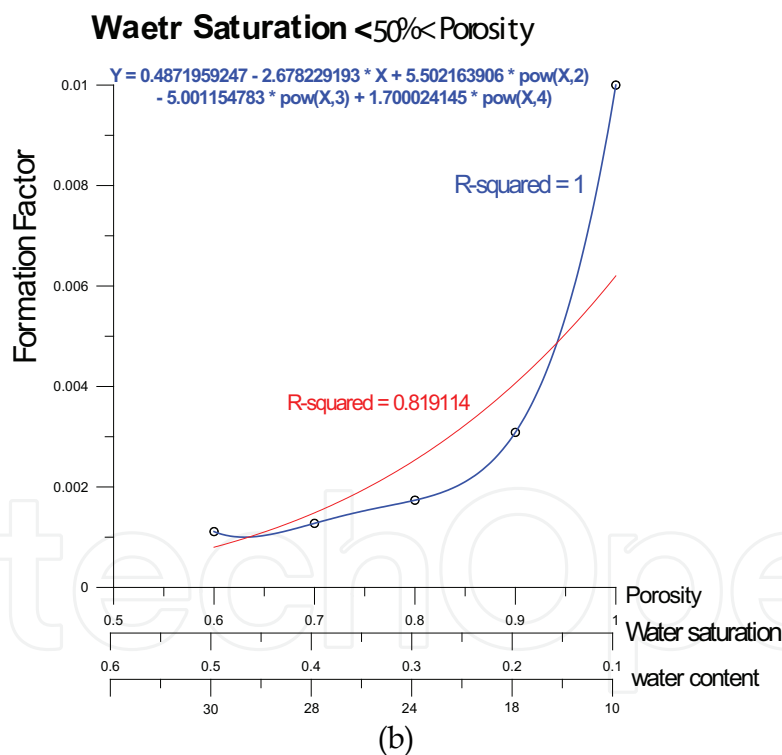 Waetr Saturation <50%< Porosity
Y = 0.4871959247 - 2.678229193 * X + 5.502163906 * pow(X,2)
- 5.001154783 * pow(X,3) + 1.700024145 * pow(X,4)
0.01
R-squared = 1
0.008
Formation Factor
0.006
0.004
R-squared = 0.819114
0.002
0
Porosity
0.5 0.6 0.7 0.8 0.9 1
Water saturation
0.6 0.5 0.4 0.3 0.2 0.1
water content
30 28 24 18 10
(b)
techOpe